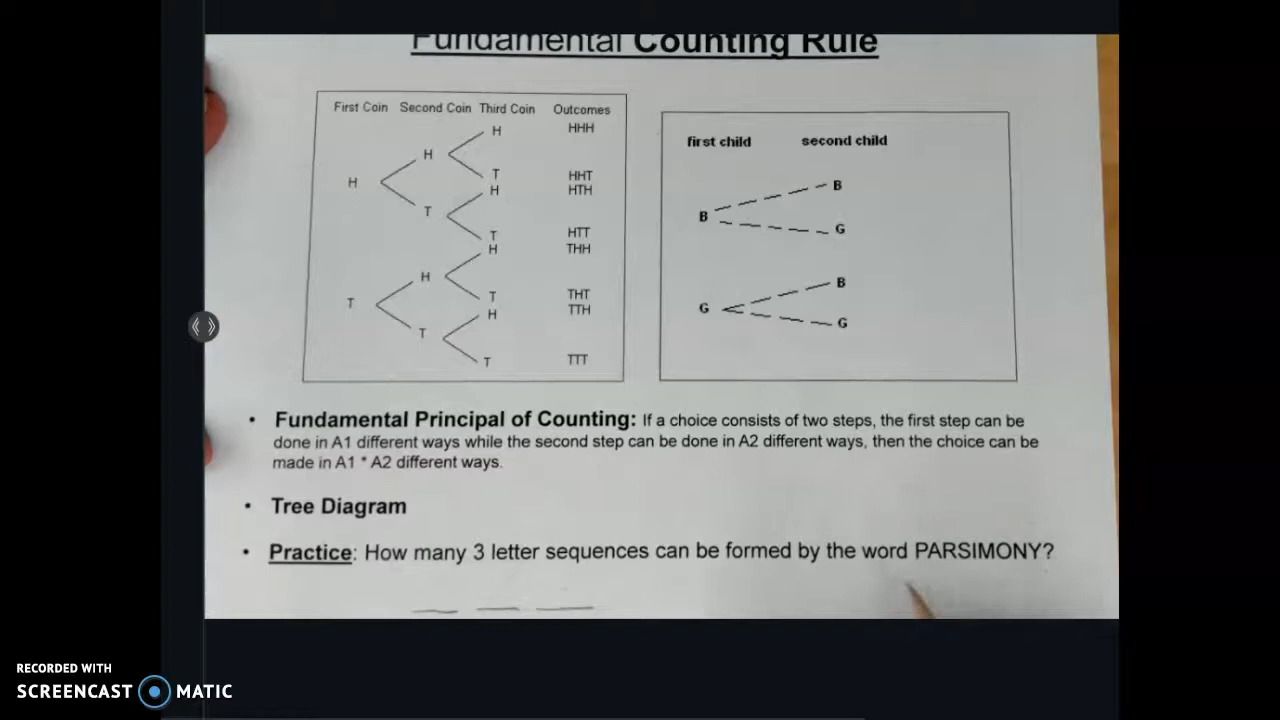 Fundamental Counting Rule
First Coin Second Coin Third Coin Outcomes
H HHH
H
T HHT
H H HTH
T
T HTT
H THH
H
T THT
T H TTH
T
T TTT
first child second child
B
B
G
B
G
G
• Fundamental Principal of Counting: If a choice consists of two steps, the first step can be
done in A1 different ways while the second step can be done in A2 different ways, then the choice can be
made in A1 * A2 different ways.
• Tree Diagram
• Practice: How many 3 letter sequences can be formed by the word PARSIMONY?
RECORDED WITH
SCREENCAST MATIC